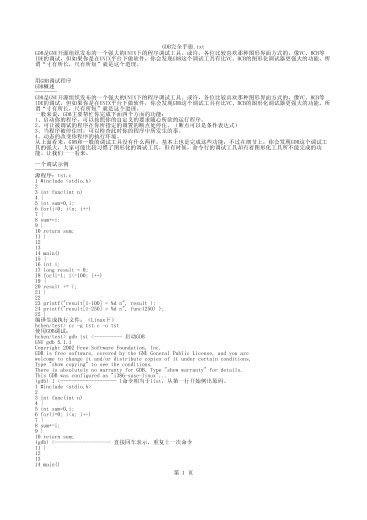 GDB完全手册.txt
GDB是GNU开源组织发布的一个强大的UNIX下的程序调试工具。或许，各位比较喜欢那种图形界面方式的，像VC、BCB等
IDE的调试，但如果你是在UNIX平台下做软件，你会发现GDB这个调试工具有比VC、BCB的图形化调试器更强大的功能。所
谓“寸有所长，尺有所短”就是这个道理。
用GDB调试程序
GDB概述
GDB是GNU开源组织发布的一个强大的UNIX下的程序调试工具。或许，各位比较喜欢那种图形界面方式的，像VC、BCB等
IDE的调试，但如果你是在UNIX平台下做软件，你会发现GDB这个调试工具有比VC、BCB的图形化调试器更强大的功能。所
谓“寸有所长，尺有所短”就是这个道理。
一般来说，GDB主要帮忙你完成下面四个方面的功能：
1、启动你的程序，可以按照你的自定义的要求随心所欲的运行程序。
2、可让被调试的程序在你所指定的调置的断点处停住。（断点可以是条件表达式）
3、当程序被停住时，可以检查此时你的程序中所发生的事。
4、动态的改变你程序的执行环境。
从上面看来，GDB和一般的调试工具没有什么两样，基本上也是完成这些功能，不过在细节上，你会发现GDB这个调试工
具的强大，大家可能比较习惯了图形化的调试工具，但有时候，命令行的调试工具却有着图形化工具所不能完成的功
能。让我们一一看来。
一个调试示例
源程序：tst.c
1 #include <stdio.h>
2
3 int func(int n)
4 {
5 int sum=0,i;
6 for(i=0; i<n; i++)
7 {
8 sum+=i;
9 }
10 return sum;
11 }
12
13
14 main()
15 {
16 int i;
17 long result = 0;
18 for(i=1; i<=100; i++)
19 {
20 result += i;
21 }
22
23 printf("result[1-100] = %d n", result );
24 printf("result[1-250] = %d n", func(250) );
25
编译生成执行文件：（Linux下）
hchen/test> cc -g tst.c -o tst
使用GDB调试：
hchen/test> gdb tst <---------- 启动GDB
GNU gdb 5.1.1
Copyright 2002 Free Software Foundation, Inc.
GDB is free software, covered by the GNU General Public License, and you are
welcome to change it and/or distribute copies of it under certain conditions.
Type "show copying" to see the conditions.
There is absolutely no warranty for GDB. Type "show warranty" for details.
This GDB was configured as "i386-suse-linux"...
(gdb) l <-------------------- l命令相当于list，从第一行开始例出原码。
1 #include <stdio.h>
2
3 int func(int n)
4 {
5 int sum=0,i;
6 for(i=0; i<n; i++)
7 {
8 sum+=i;
9 }
10 return sum;
(gdb) <-------------------- 直接回车表示，重复上一次命令
11 }
12
13
14 main()
第 1 页